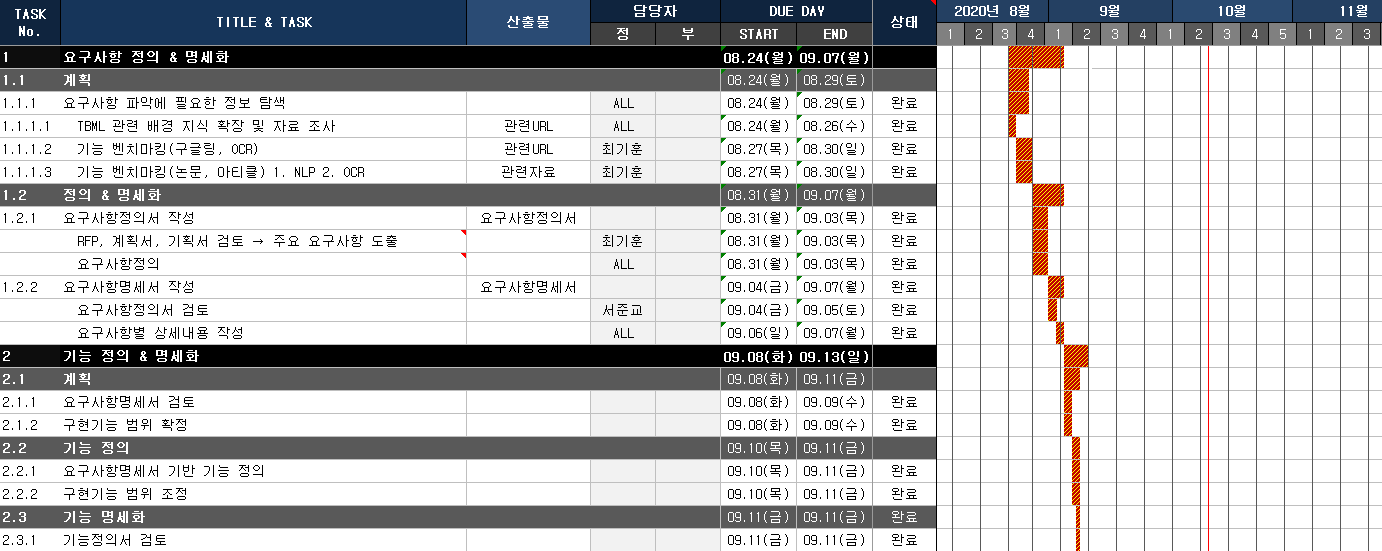 TASK No. TITLE & TASK 산출물 담당자 DUE DAY 상태 2020년 8월 9월 10월 11월
정 부 START END 1 2 3 4 1 2 3 4 1 2 3 4 5 1 2 3
1 요구사항 정의 & 명세화 08.24(월) 09.07(월)
1.1 계획 08.24(월) 08.29(토)
1.1.1 요구사항 파악에 필요한 정보 탐색 ALL 08.24(월) 08.29(토) 완료
1.1.1.1 TBML 관련 배경 지식 확장 및 자료 조사 관련URL ALL 08.24(월) 08.26(수) 완료
1.1.1.2 기능 벤치마킹(구글링, OCR) 관련URL 최기훈 08.27(목) 08.30(일) 완료
1.1.1.3 기능 벤치마킹(논문, 아티클) 1. NLP 2. OCR 관련자료 최기훈 08.27(목) 08.30(일) 완료
1.2 정의 & 명세화 08.31(월) 09.07(월)
1.2.1 요구사항정의서 작성 요구사항정의서 08.31(월) 09.03(목) 완료
RFP, 계획서, 기획서 검토 → 주요 요구사항 도출 최기훈 08.31(월) 09.03(목) 완료
요구사항정의 ALL 08.31(월) 09.03(목) 완료
1.2.2 요구사항명세서 작성 요구사항명세서 09.04(금) 09.07(월) 완료
요구사항정의서 검토 서준교 09.04(금) 09.05(토) 완료
요구사항별 상세내용 작성 ALL 09.06(일) 09.07(월) 완료
2 기능 정의 & 명세화 09.08(화) 09.13(일)
2.1 계획 09.08(화) 09.11(금)
2.1.1 요구사항명세서 검토 09.08(화) 09.09(수) 완료
2.1.2 구현기능 범위 확정 09.08(화) 09.09(수) 완료
2.2 기능 정의 09.10(목) 09.11(금)
2.2.1 요구사항명세서 기반 기능 정의 09.10(목) 09.11(금) 완료
2.2.2 구현기능 범위 조정 09.10(목) 09.11(금) 완료
2.3 기능 명세화 09.11(금) 09.11(금) 완료
2.3.1 기능정의서 검토 09.11(금) 09.11(금) 완료